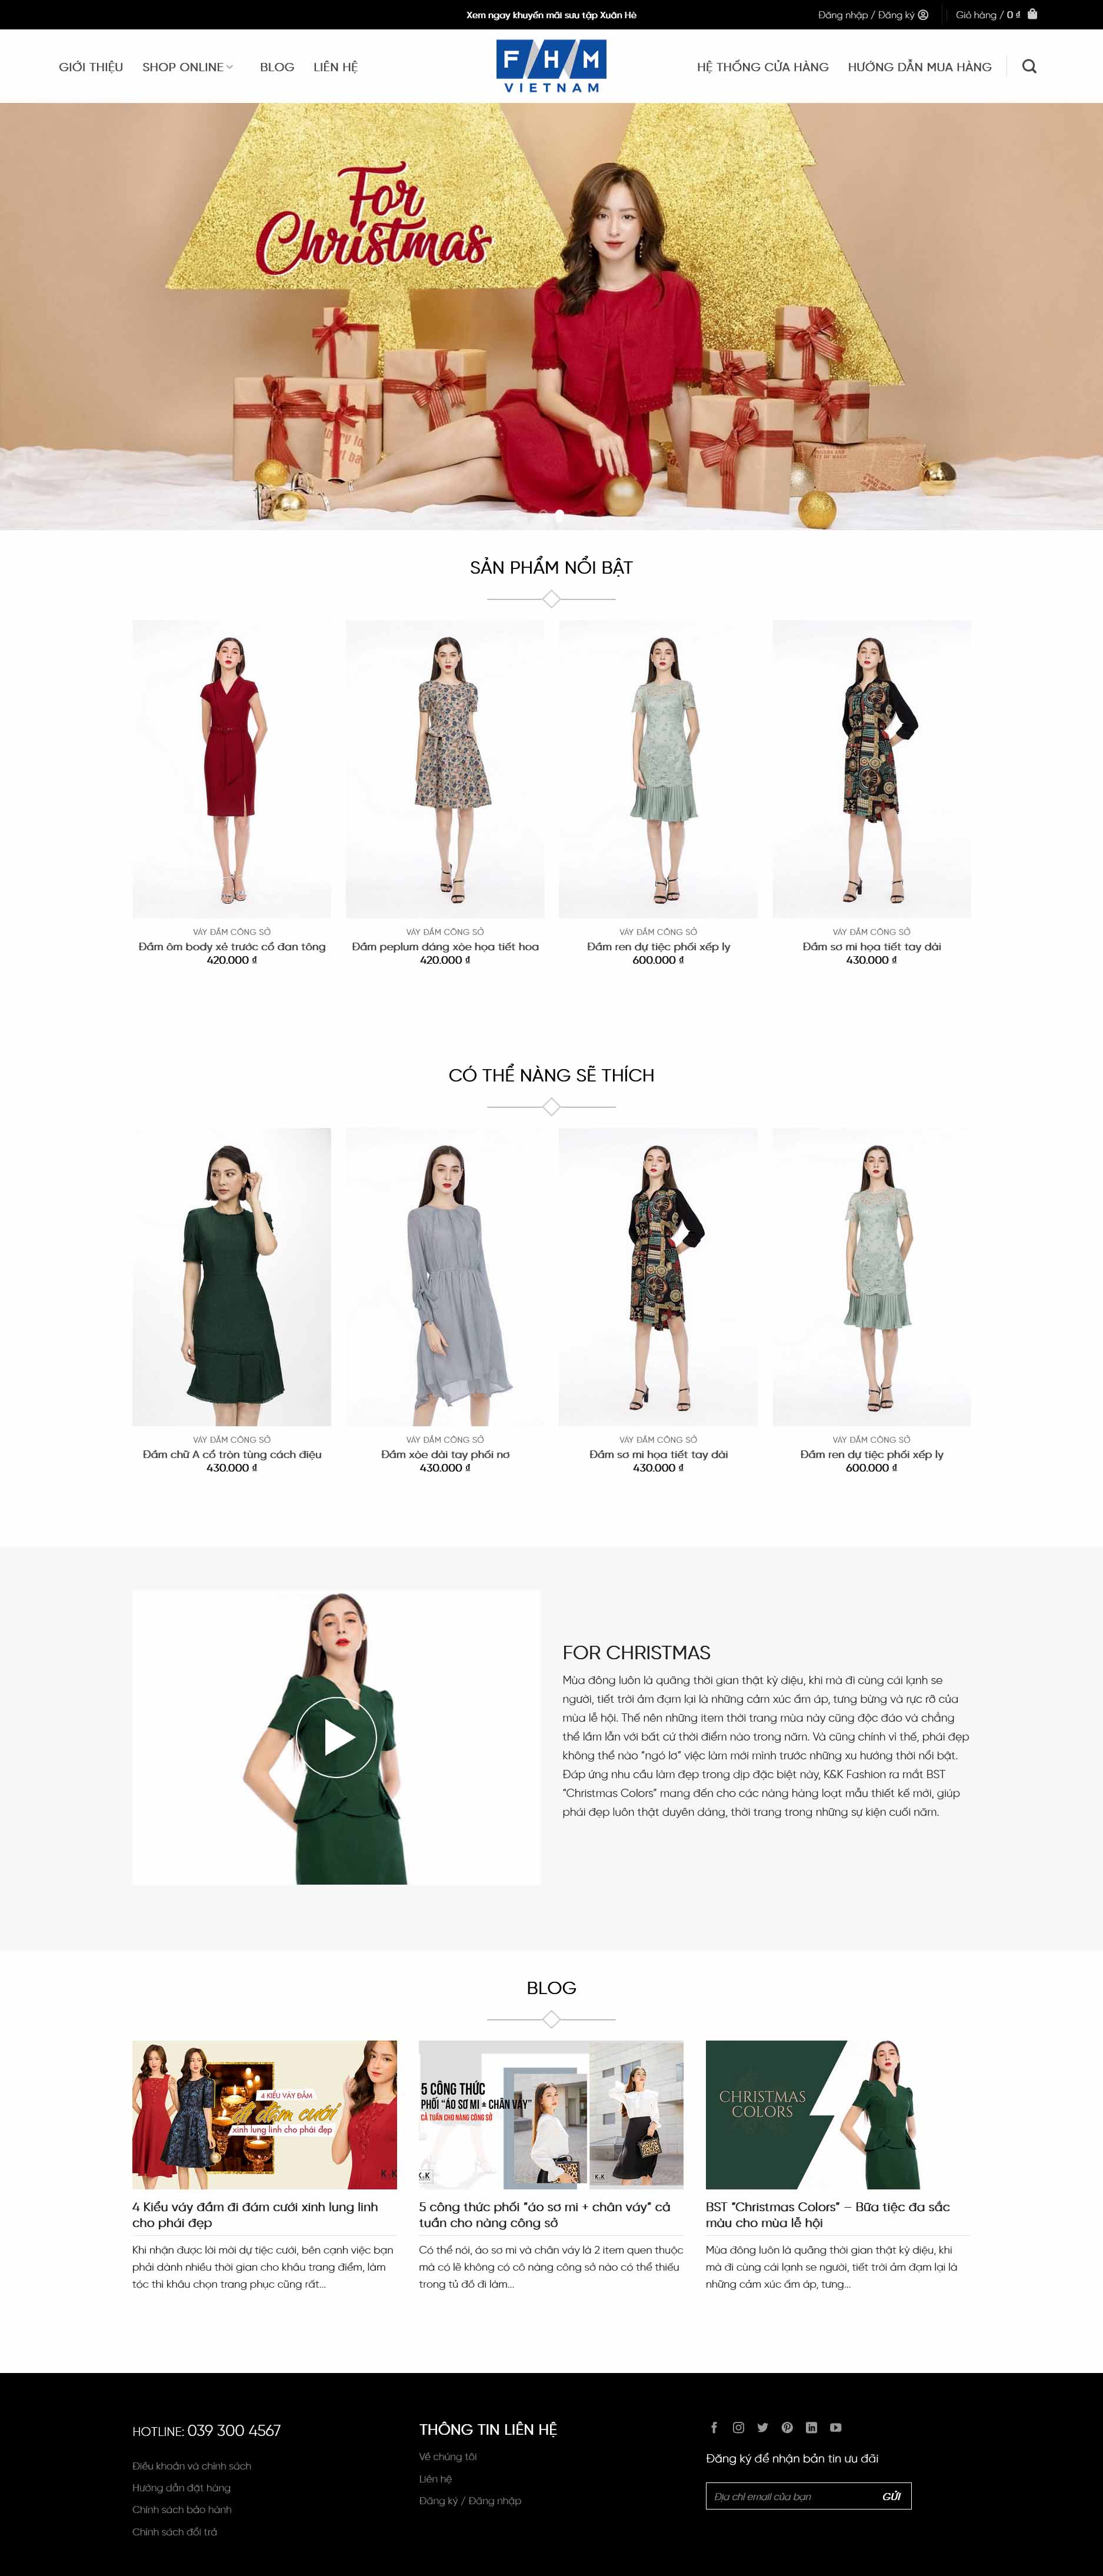 Xem ngay khuyến mãi sưu tập Xuân Hè
Đăng nhập / Đăng ký
Giỏ hàng / 0 ₫
GIỚI THIỆU
SHOP ONLINE
BLOG
LIÊN HỆ
F/H/M
VIETNAM
HỆ THỐNG CỬA HÀNG
HƯỚNG DẪN MUA HÀNG
For
Christmas
SẢN PHẨM NỔI BẬT
VÁY ĐẦM CÔNG SỞ
Đầm ôm body xẻ trước cổ đan tông
420.000 ₫
VÁY ĐẦM CÔNG SỞ
Đầm peplum dáng xòe họa tiết hoa
420.000 ₫
VÁY ĐẦM CÔNG SỞ
Đầm ren dự tiệc phối xếp ly
600.000 ₫
VÁY ĐẦM CÔNG SỞ
Đầm sơ mi họa tiết tay dài
430.000 ₫
CÓ THỂ NÀNG SẼ THÍCH
VÁY ĐẦM CÔNG SỞ
Đầm chữ A cổ tròn tùng cách điệu
430.000 ₫
VÁY ĐẦM CÔNG SỞ
Đầm xòe dài tay phối nơ
430.000 ₫
VÁY ĐẦM CÔNG SỞ
Đầm sơ mi họa tiết tay dài
430.000 ₫
VÁY ĐẦM CÔNG SỞ
Đầm ren dự tiệc phối xếp ly
600.000 ₫
FOR CHRISTMAS
Mùa đông luôn là quãng thời gian thật kỳ diệu, khi mà đi cùng cái lạnh se
người, tiết trời ảm đạm lại là những cảm xúc ấm áp, tưng bừng và rực rỡ của
mùa lễ hội. Thế nên những item thời trang mùa này cũng độc đáo và chẳng
thể lầm lẫn với bất cứ thời điểm nào trong năm. Và cũng chính vì thế, phái đẹp
không thể nào “ngó lơ” việc làm mới mình trước những xu hướng thời nổi bật.
Đáp ứng nhu cầu làm đẹp trong dịp đặc biệt này, K&K Fashion ra mắt BST
“Christmas Colors” mang đến cho các nàng hàng loạt mẫu thiết kế mới, giúp
phái đẹp luôn thật duyên dáng, thời trang trong những sự kiện cuối năm.
BLOG
4 KIỂU VÁY ĐẦM
đi đám cưới
xinh lung linh cho phái đẹp
K&K
5 CÔNG THỨC
PHỐI “ÁO SƠ MI + CHÂN VÁY”
CẢ TUẦN CHO NÀNG CÔNG SỞ
K&K
K&K
CHRISTMAS
COLORS
4 Kiểu váy đầm đi đám cưới xinh lung linh
cho phái đẹp
Khi nhận được lời mời dự tiệc cưới, bên cạnh việc bạn
phải dành nhiều thời gian cho khâu trang điểm, làm
tóc thì khâu chọn trang phục cũng rất...
5 công thức phối “áo sơ mi + chân váy” cả
tuần cho nàng công sở
Có thể nói, áo sơ mi và chân váy là 2 item quen thuộc
mà có lẽ không có cô nàng công sở nào có thể thiếu
trong tủ đồ đi làm...
BST “Christmas Colors” – Bữa tiệc đa sắc
màu cho mùa lễ hội
Mùa đông luôn là quãng thời gian thật kỳ diệu, khi
mà đi cùng cái lạnh se người, tiết trời ảm đạm lại là
những cảm xúc ấm áp, tưng...
HOTLINE: 039 300 4567
Điều khoản và chính sách
Hướng dẫn đặt hàng
Chính sách bảo hành
Chính sách đổi trả
THÔNG TIN LIÊN HỆ
Về chúng tôi
Liên hệ
Đăng ký / Đăng nhập
Đăng ký để nhận bản tin ưu đãi
Địa chỉ email của bạn
GỬI